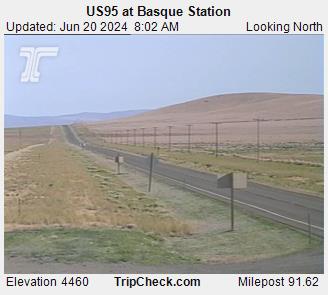 US95 at Basque Station
Updated: Jun 20 2024 8:02 AM Looking North
Elevation 4460 TripCheck.com Milepost 91.62